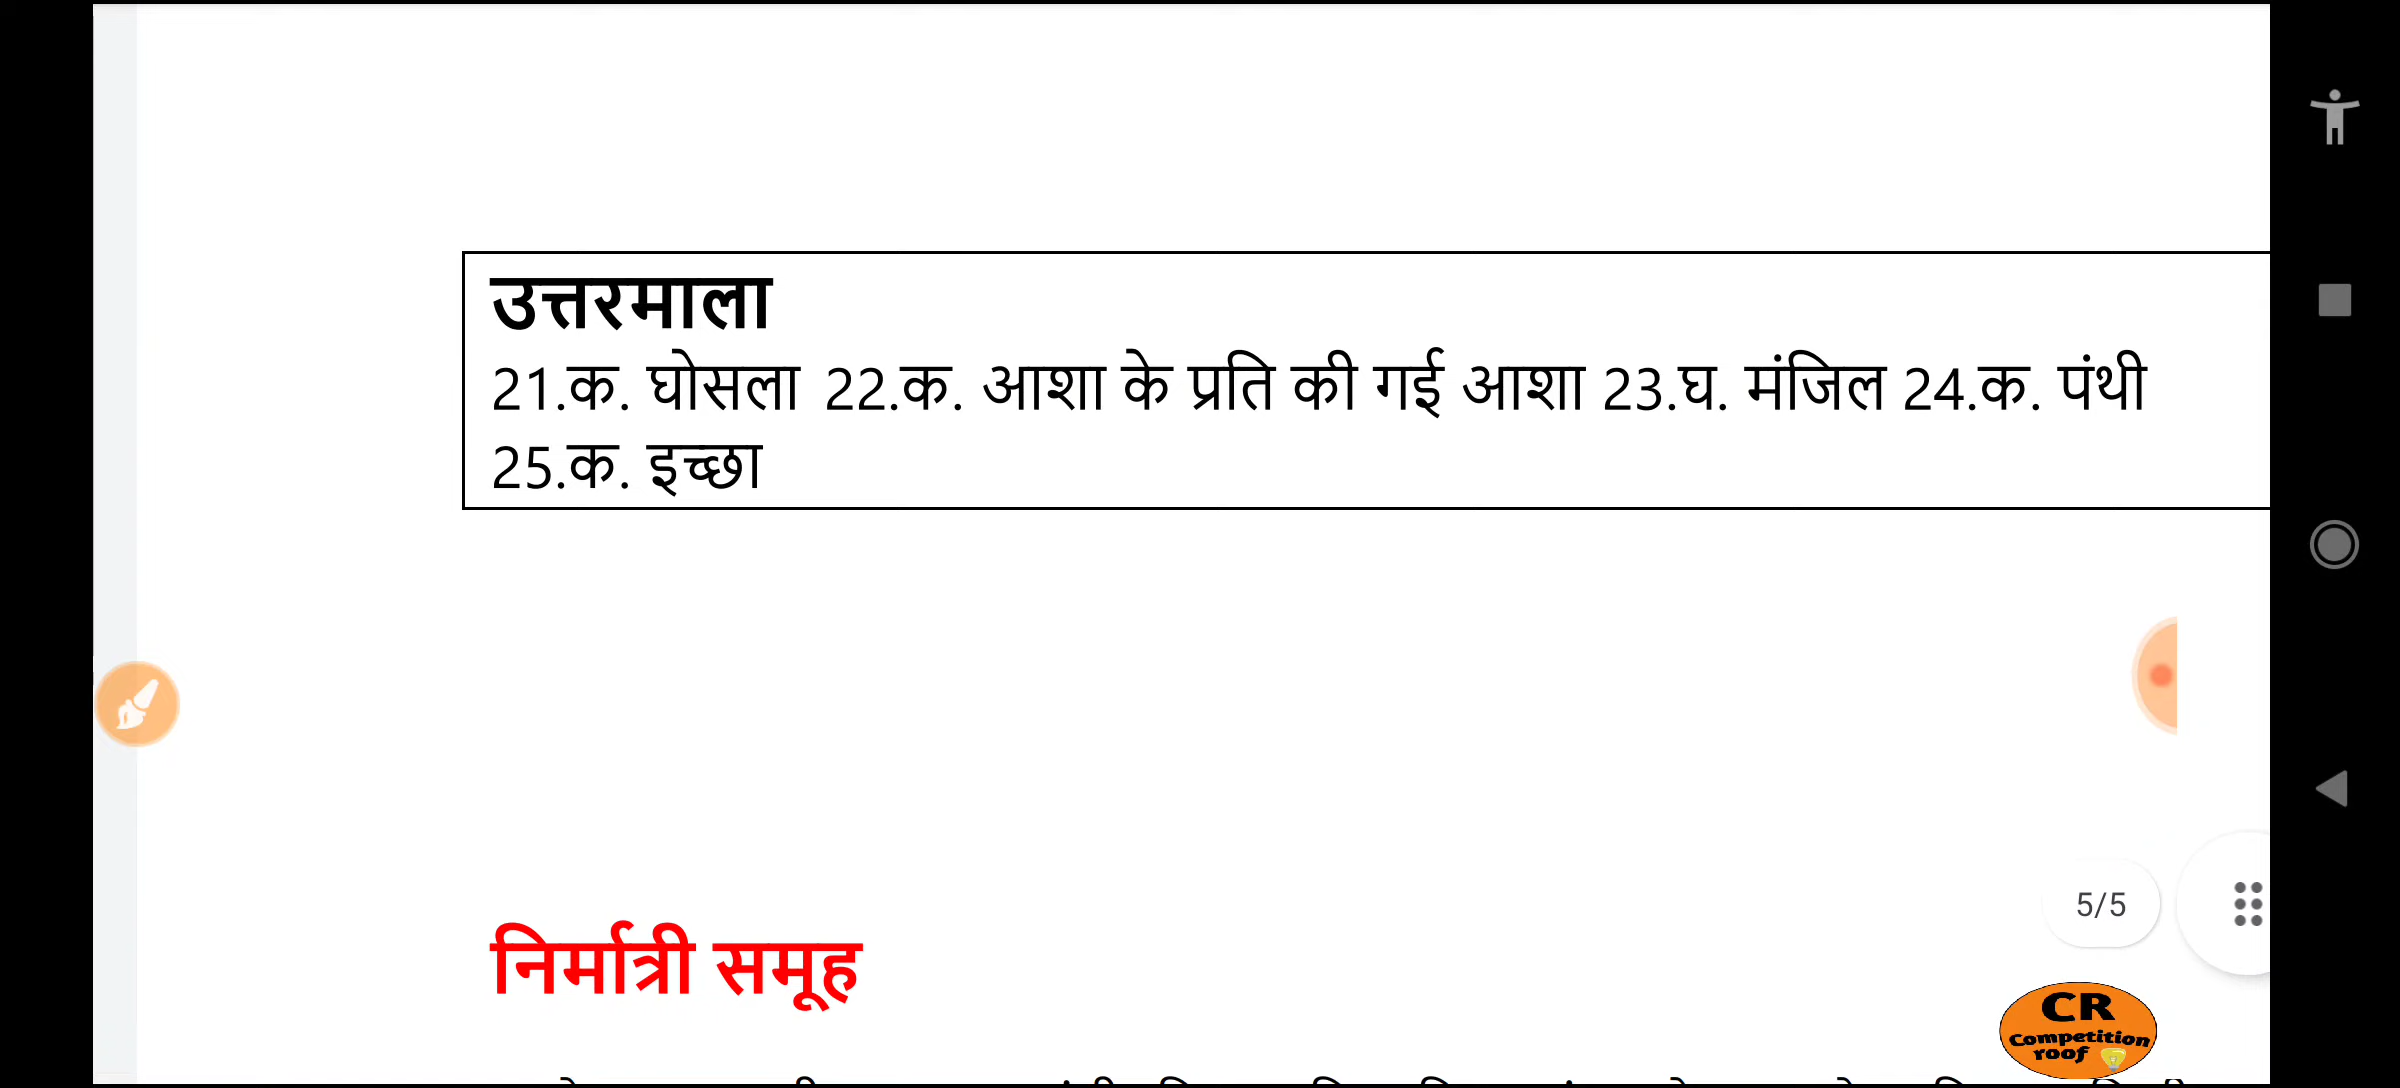 उत्तरमाला
21.क. घोसला 22.क. आशा के प्रति की गई आशा 23.घ. मंजिल 24.क. पंथी
25.क. इच्छा
5/5
निर्मात्री समूह
CR
Competition
roof